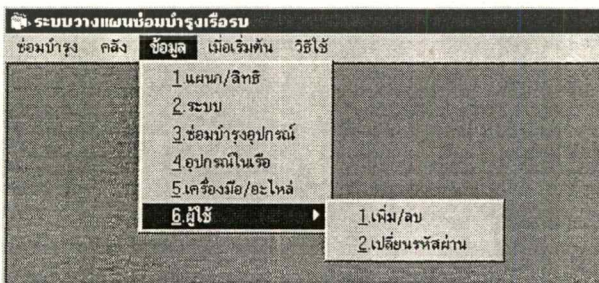 ระบบวางแผนซ่อมบำรุงเรือรบ
ซ่อมบำรุง คลัง ข้อมูล เมื่อเริ่มต้น วิธีใช้
1.แผนก/สิทธิ
2.ระบบ
3.ซ่อมบำรุงอุปกรณ์
4.อุปกรณ์ในเรือ
5.เครื่องมือ/อะไหล่
6.ผู้ใช้
1.เพิ่ม/ลบ
2.เปลี่ยนรหัสผ่าน